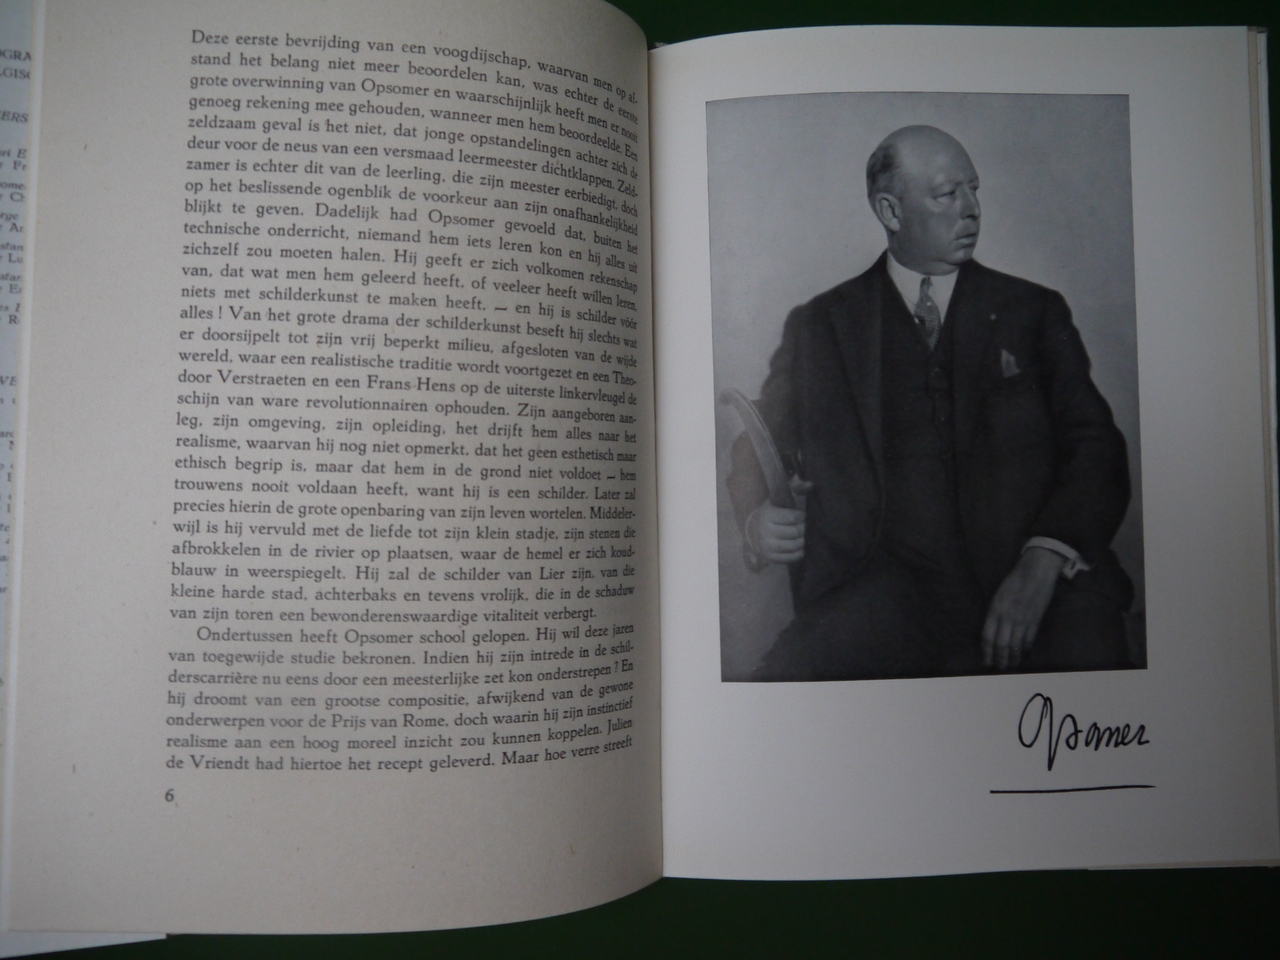 Deze eerste bevrijding van een voogdijschap, waarvan men op af-
stand het belang niet meer beoordelen kan, was echter de eerste
grote overwinning van Opsomer en waarschijnlijk heeft men er nooit
genoeg rekening mee gehouden, wanneer men hem beoordeelde. Een
zeldzaam geval is het niet, dat jonge opstandelingen achter zich de
deur voor de neus van een versmaad leermeester dichtklappen. Zeld-
zamer is echter dit van de leerling, die zijn meester eerbiedigt, doch
op het beslissende ogenblik de voorkeur aan zijn onafhankelijkheid
blijkt te geven. Dadelijk had Opsomer gevoeld dat, buiten het
technische onderricht, niemand hem iets leren kon en hij alles uit
zichzelf zou moeten halen. Hij geeft er zich volkomen rekenschap
van, dat wat men hem geleerd heeft, of veeleer heeft willen leren,
niets met schilderkunst te maken heeft, — en hij is schilder vóór
alles ! Van het grote drama der schilderkunst beseft hij slechts wat
er doorsijpelt tot zijn vrij beperkt milieu, afgesloten van de wijde
wereld, waar een realistische traditie wordt voortgezet en een Theo-
door Verstraeten en een Frans Hens op de uiterste linkervleugel de
schijn van ware revolutionnairen ophouden. Zijn aangeboren aan-
leg, zijn omgeving, zijn opleiding, het drijft hem alles naar het
realisme, waarvan hij nog niet opmerkt, dat het geen esthetisch maar
ethisch begrip is, maar dat hem in de grond niet voldoet — hem
trouwens nooit voldaan heeft, want hij is een schilder. Later zal
precies hierin de grote openbaring van zijn leven wortelen. Middeler-
wijl is hij vervuld met de liefde tot zijn klein stadje, zijn stenen die
afbrokkelen in de rivier op plaatsen, waar de hemel er zich koud-
blauw in weerspiegelt. Hij zal de schilder van Lier zijn, van die
kleine harde stad, achterbaks en tevens vrolijk, die in de schaduw
van zijn toren een bewonderenswaardige vitaliteit verbergt.
Ondertussen heeft Opsomer school gelopen. Hij wil deze jaren
van toegewijde studie bekronen. Indien hij zijn intrede in de schil-
derscarrière nu eens door een meesterlijke zet kon onderstrepen ? En
hij droomt van een grootse compositie, afwijkend van de gewone
onderwerpen voor de Prijs van Rome, doch waarin hij zijn instinctief
realisme aan een hoog moreel inzicht zou kunnen koppelen. Julien
de Vriendt had hiertoe het recept geleverd. Maar hoe verre streeft
6
Opsomer